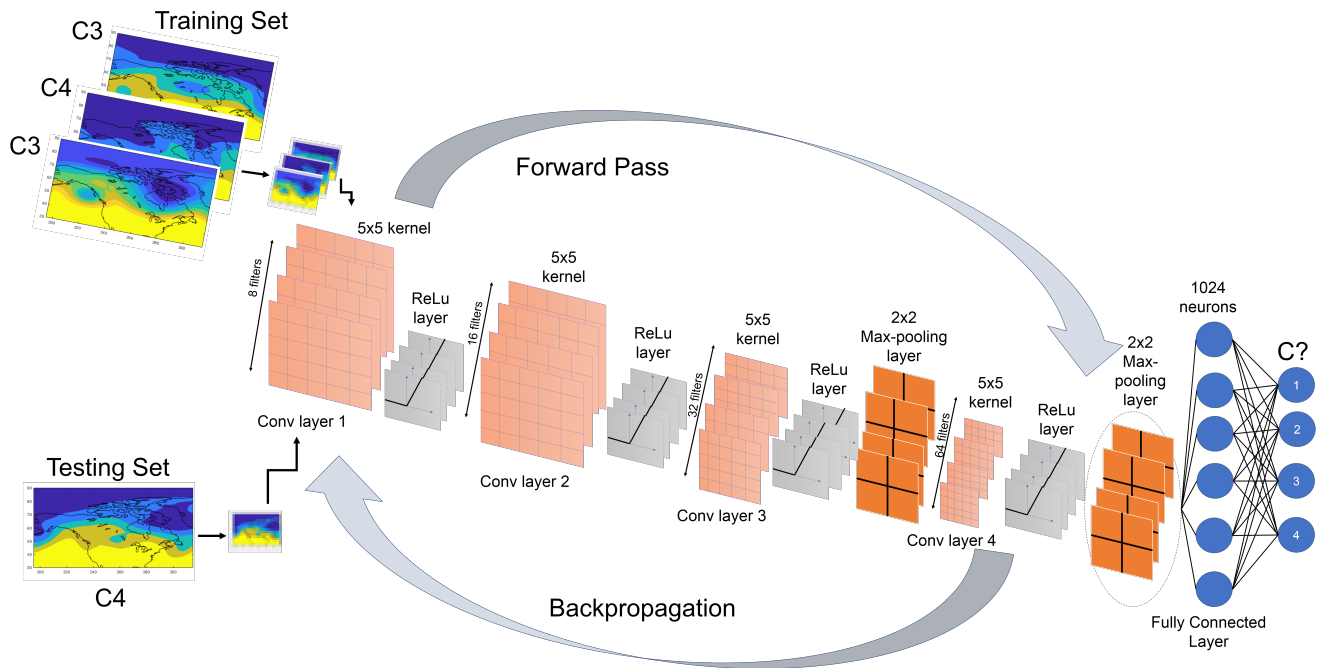 Training Set
C3
C4
C3
Forward Pass
5x5 kernel
8 filters
Conv layer 1
ReLu
layer
5x5
kernel
16 filters
Conv layer 2
ReLu
layer
5x5
kernel
32 filters
Conv layer 3
ReLu
layer
2x2
Max-pooling
layer
5x5
kernel
64 filters
Conv layer 4
ReLu
layer
2x2
Max-
pooling
layer
1024
neurons
Fully Connected
Layer
C?
1
2
3
4
Testing Set
C4
Backpropagation